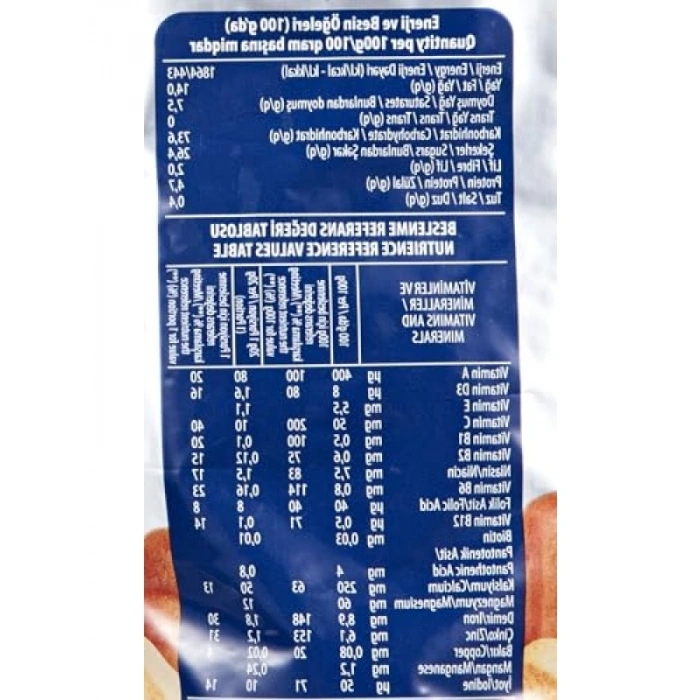 Enerji ve Besin Öğeleri (100 g'da)
Quantity per 100g/100 gram başına miqdar
Enerji / Energy / Enerji Dəyəri (kJ/kcal - kJ/kkal) 1864/443
Yağ / Fat / Yağ (g/q) 14,0
Doymuş Yağ / Saturates / Bunlardan doymuş (g/q) 7,5
Trans Yağ / Trans / Trans (g/q) 0
Karbonhidrat / Carbohydrate / Karbonhidrat (g/q) 73,6
Şekerler / Sugars / Bunlardan Şəkər (g/q) 26,4
Lif / Fibre / Lif (g/q) 2,0
Protein / Protein / Zülal (g/q) 4,7
Tuz / Salt / Duz (g/q) 0,4
BESLENME REFERANS DEĞERİ TABLOSU
NUTRIENCE REFERENCE VALUES TABLE
VİTAMİNLER VE
MİNERALLER /
VITAMINS AND
MINERALS
100g / Per 100g
Vitamin A µg 400 100 80 20
Vitamin D3 µg 8 80 1,6 16
Vitamin E mg 5,5 1,1
Vitamin C mg 50 200 10 40
Vitamin B1 mg 0,5 100 0,1 20
Vitamin B2 mg 0,6 75 0,12 15
Niasin/Niacin mg 7,5 83 1,5 17
Vitamin B6 mg 0,8 114 0,16 23
Folik Asit/Folic Acid µg 40 40 8 8
Vitamin B12 µg 0,5 71 0,1 14
Biotin mg 0,03 0,01
Pantotenik Asit/
Pantothenic Acid mg 4 0,8
Kalsiyum/Calcium mg 250 63 50 13
Magnezyum/Magnesium mg 60 12
Demir/Iron mg 8,9 148 1,8 30
Çinko/Zinc mg 6,1 153 1,2 31
Bakır/Copper mg 0,08 20 0,02 4
Mangan/Manganese mg 1,2 0,24
İyot/Iodine µg 50 71 10 14